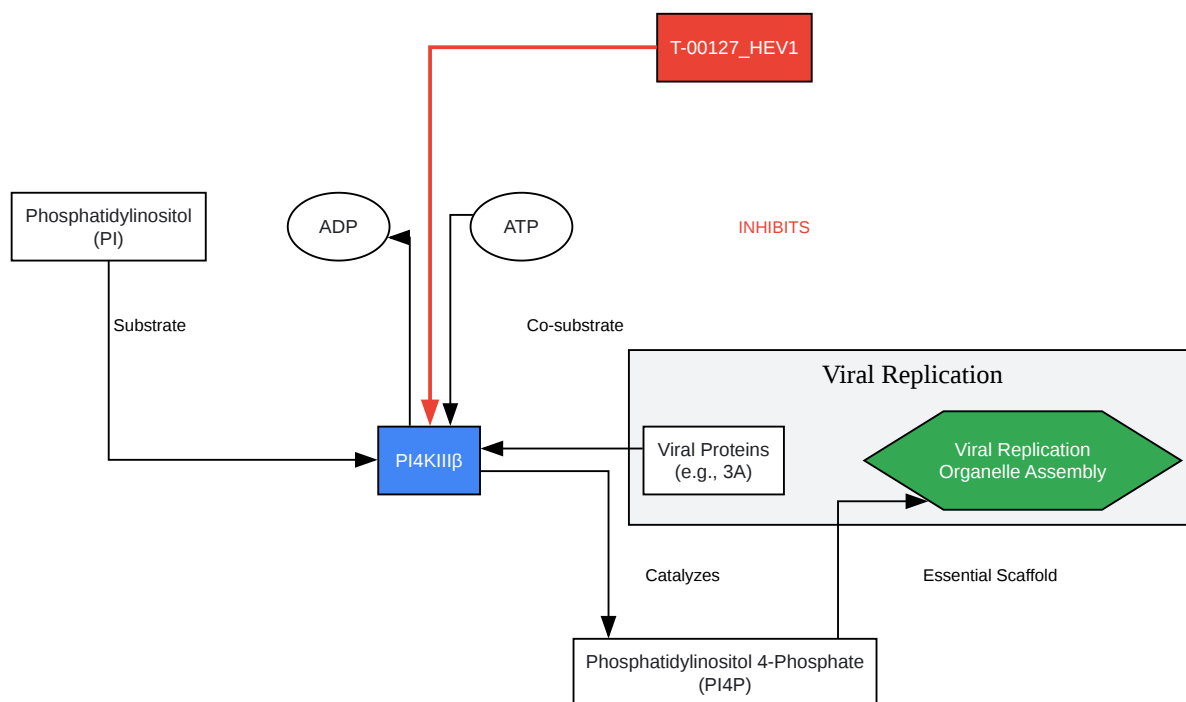 T-00127_HEV1
Phosphatidylinositol
(PI)
ADP
ATP
INHIBITS
Substrate
Co-substrate
Viral Replication
PI4KIIIβ
Viral Proteins
(e.g., 3A)
Viral Replication
Organelle Assembly
Catalyzes
Essential Scaffold
Phosphatidylinositol 4-Phosphate
(PI4P)